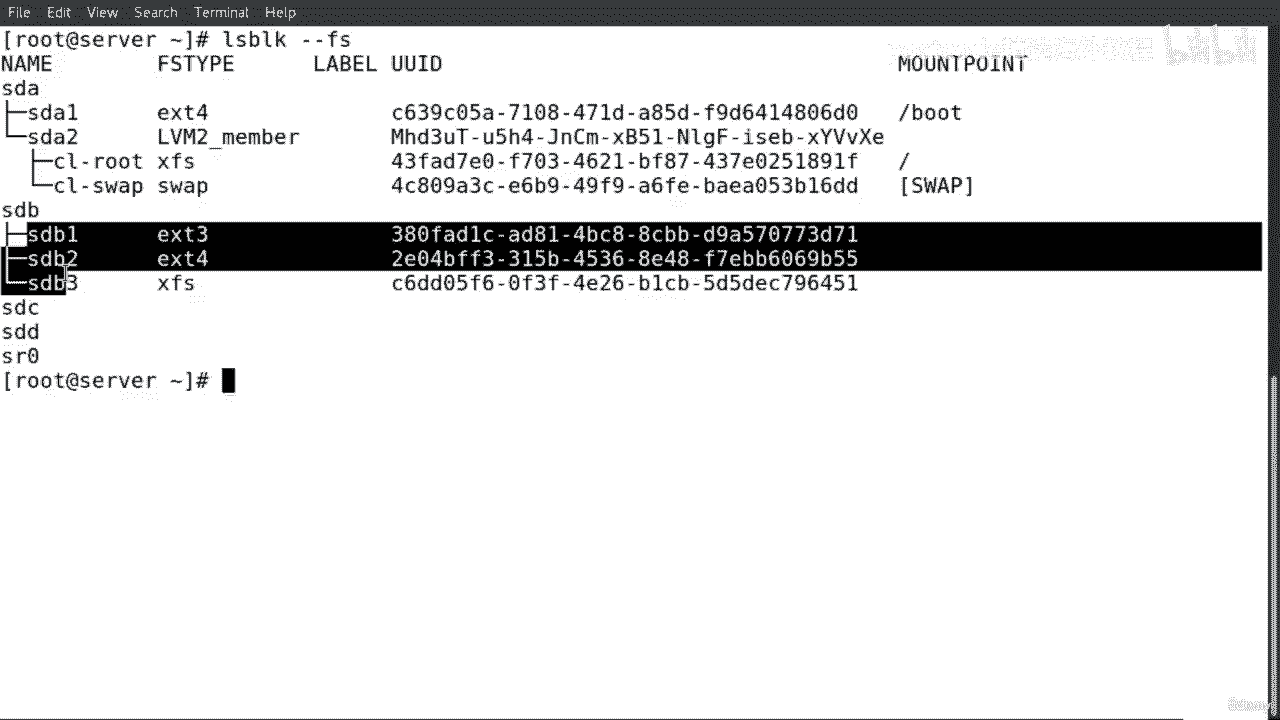 File Edit View Search Terminal Help
[root@server ~]# lsblk --fs
NAME FSTYPE LABEL UUID MOUNTPOINT
sda
├─sda1 ext4 c639c05a-7108-471d-a85d-f9d6414806d0 /boot
└─sda2 LVM2_member Mhd3uT-u5h4-JnCm-xB51-NlgF-iseb-xYVvXe
├─cl-root xfs 43fad7e0-f703-4621-bf87-437e0251891f /
└─cl-swap swap 4c809a3c-e6b9-49f9-a6fe-baea053b16dd [SWAP]
sdb
├─sdb1 ext3 380fad1c-ad81-4bc8-8cbb-d9a570773d71
├─sdb2 ext4 2e04bff3-315b-4536-8e48-f7ebb6069b55
└─sdb3 xfs c6dd05f6-0f3f-4e26-b1cb-5d5dec796451
sdc
sdd
sr0
[root@server ~]#